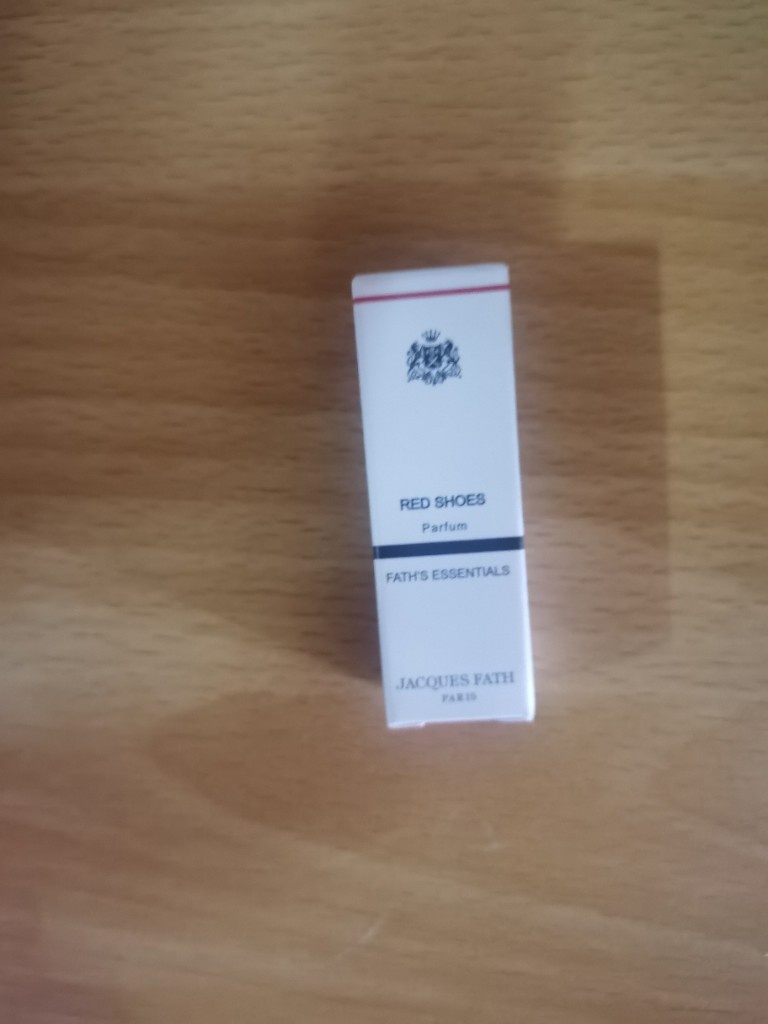 RED SHOES
Parfum
FATH'S ESSENTIALS
JACQUES FATH
PARIS